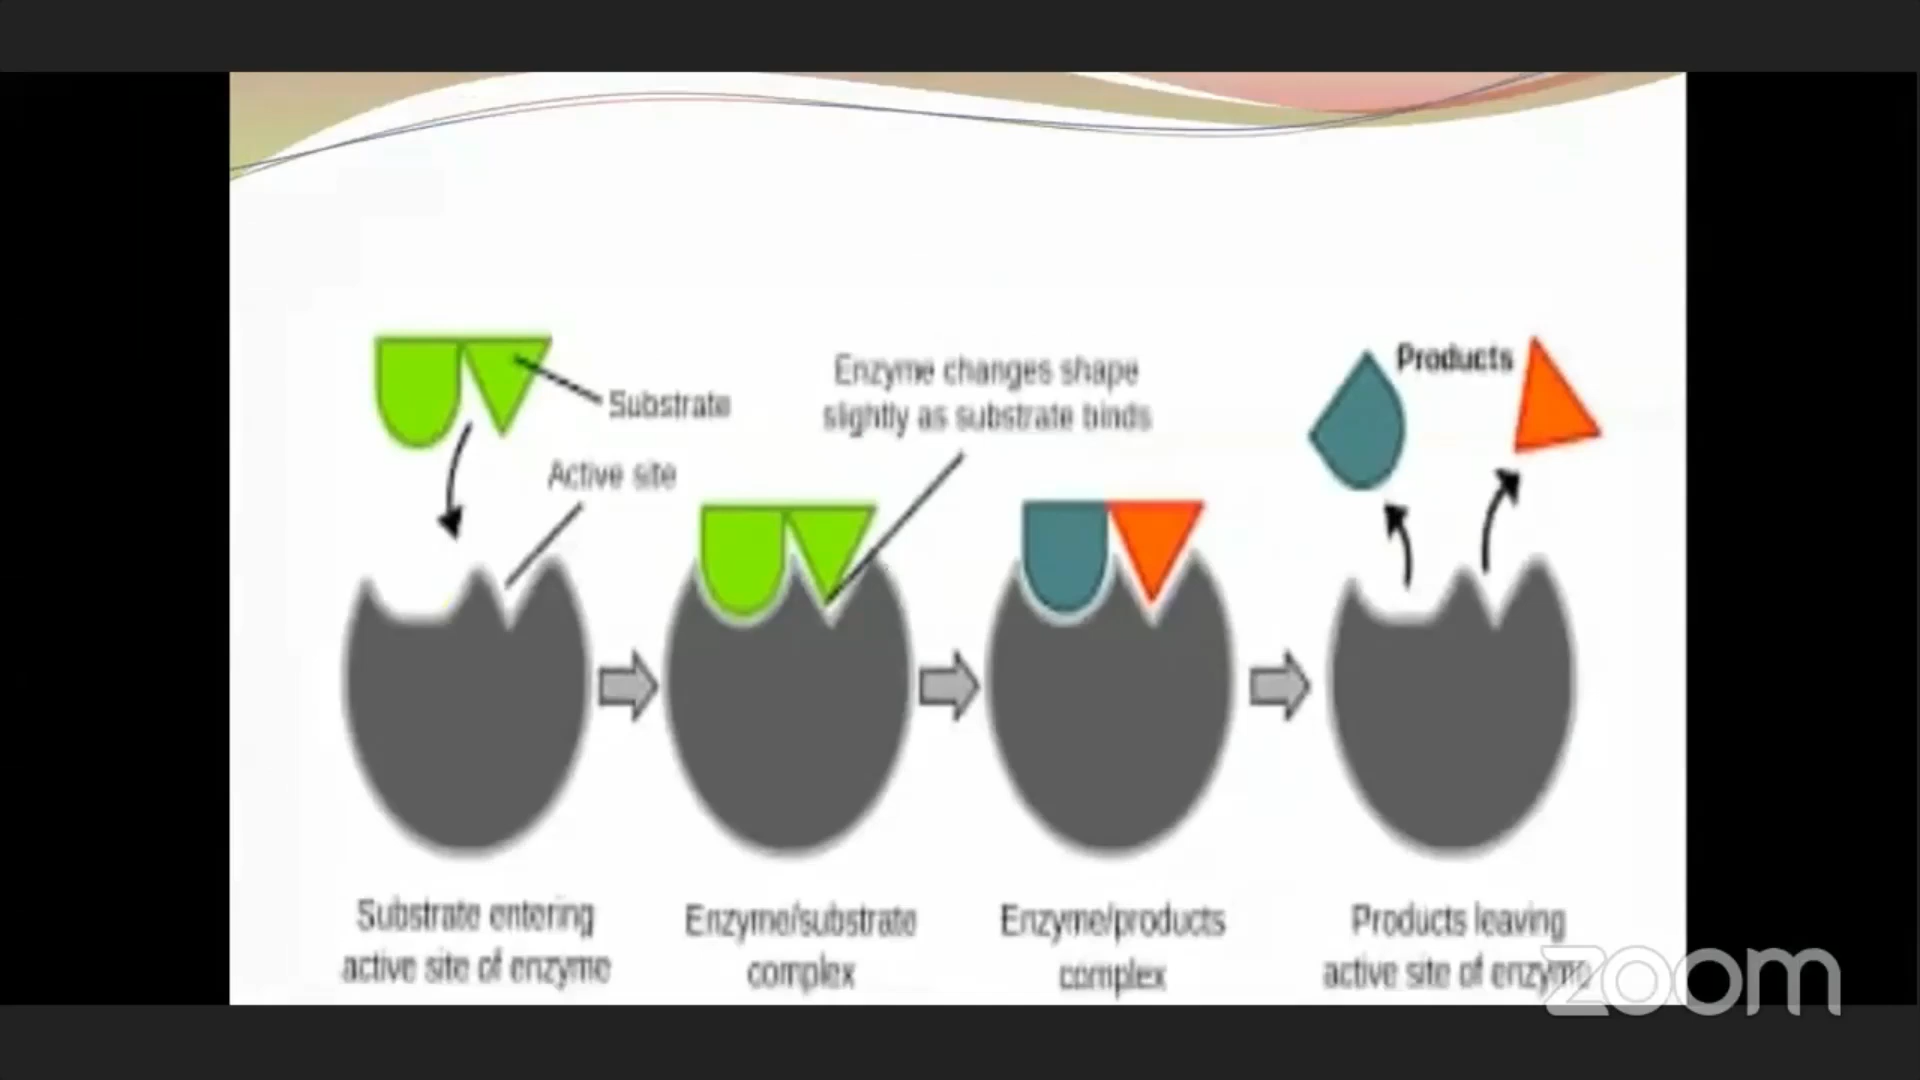 Substrate
Active site
Enzyme changes shape
slightly as substrate binds
Products
Substrate entering
active site of enzyme
Enzyme/substrate
complex
Enzyme/products
complex
Products leaving
active site of enzyme
zoom